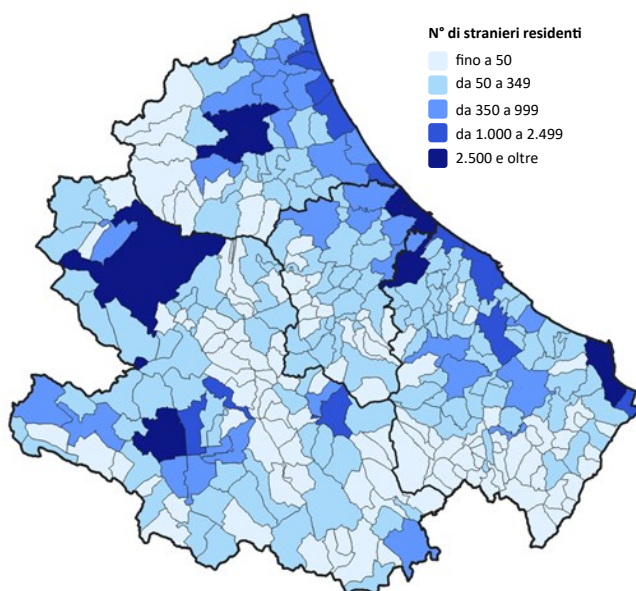 N° di stranieri residenti
fino a 50
da 50 a 349
da 350 a 999
da 1.000 a 2.499
2.500 e oltre